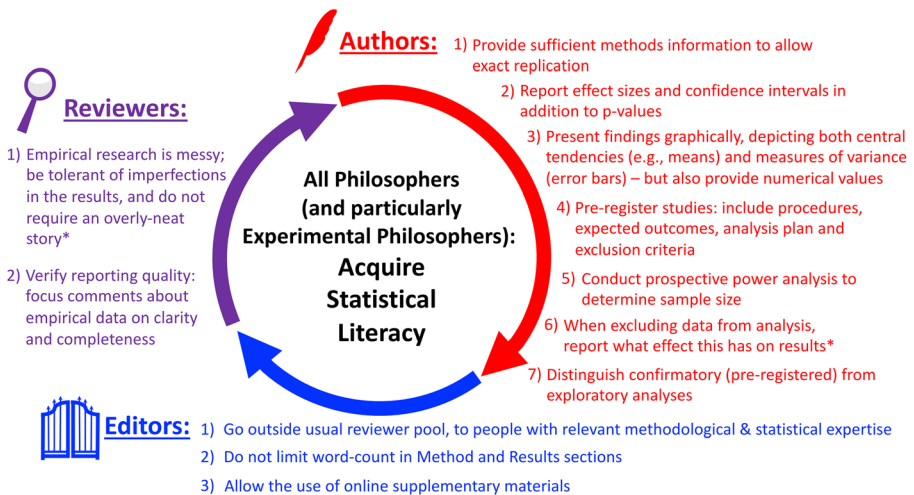 Authors:
1) Provide sufficient methods information to allow
exact replication
2) Report effect sizes and confidence intervals in
addition to p-values
3) Present findings graphically, depicting both central
tendencies (e.g., means) and measures of variance
(error bars) – but also provide numerical values
4) Pre-register studies: include procedures,
expected outcomes, analysis plan and
exclusion criteria
5) Conduct prospective power analysis to
determine sample size
6) When excluding data from analysis,
report what effect this has on results*
7) Distinguish confirmatory (pre-registered) from
exploratory analyses
Reviewers:
1) Empirical research is messy;
be tolerant of imperfections
in the results, and do not
require an overly-neat
story*
2) Verify reporting quality:
focus comments about
empirical data on clarity
and completeness
All Philosophers
(and particularly
Experimental Philosophers):
Acquire
Statistical
Literacy
Editors:
1) Go outside usual reviewer pool, to people with relevant methodological & statistical expertise
2) Do not limit word-count in Method and Results sections
3) Allow the use of online supplementary materials